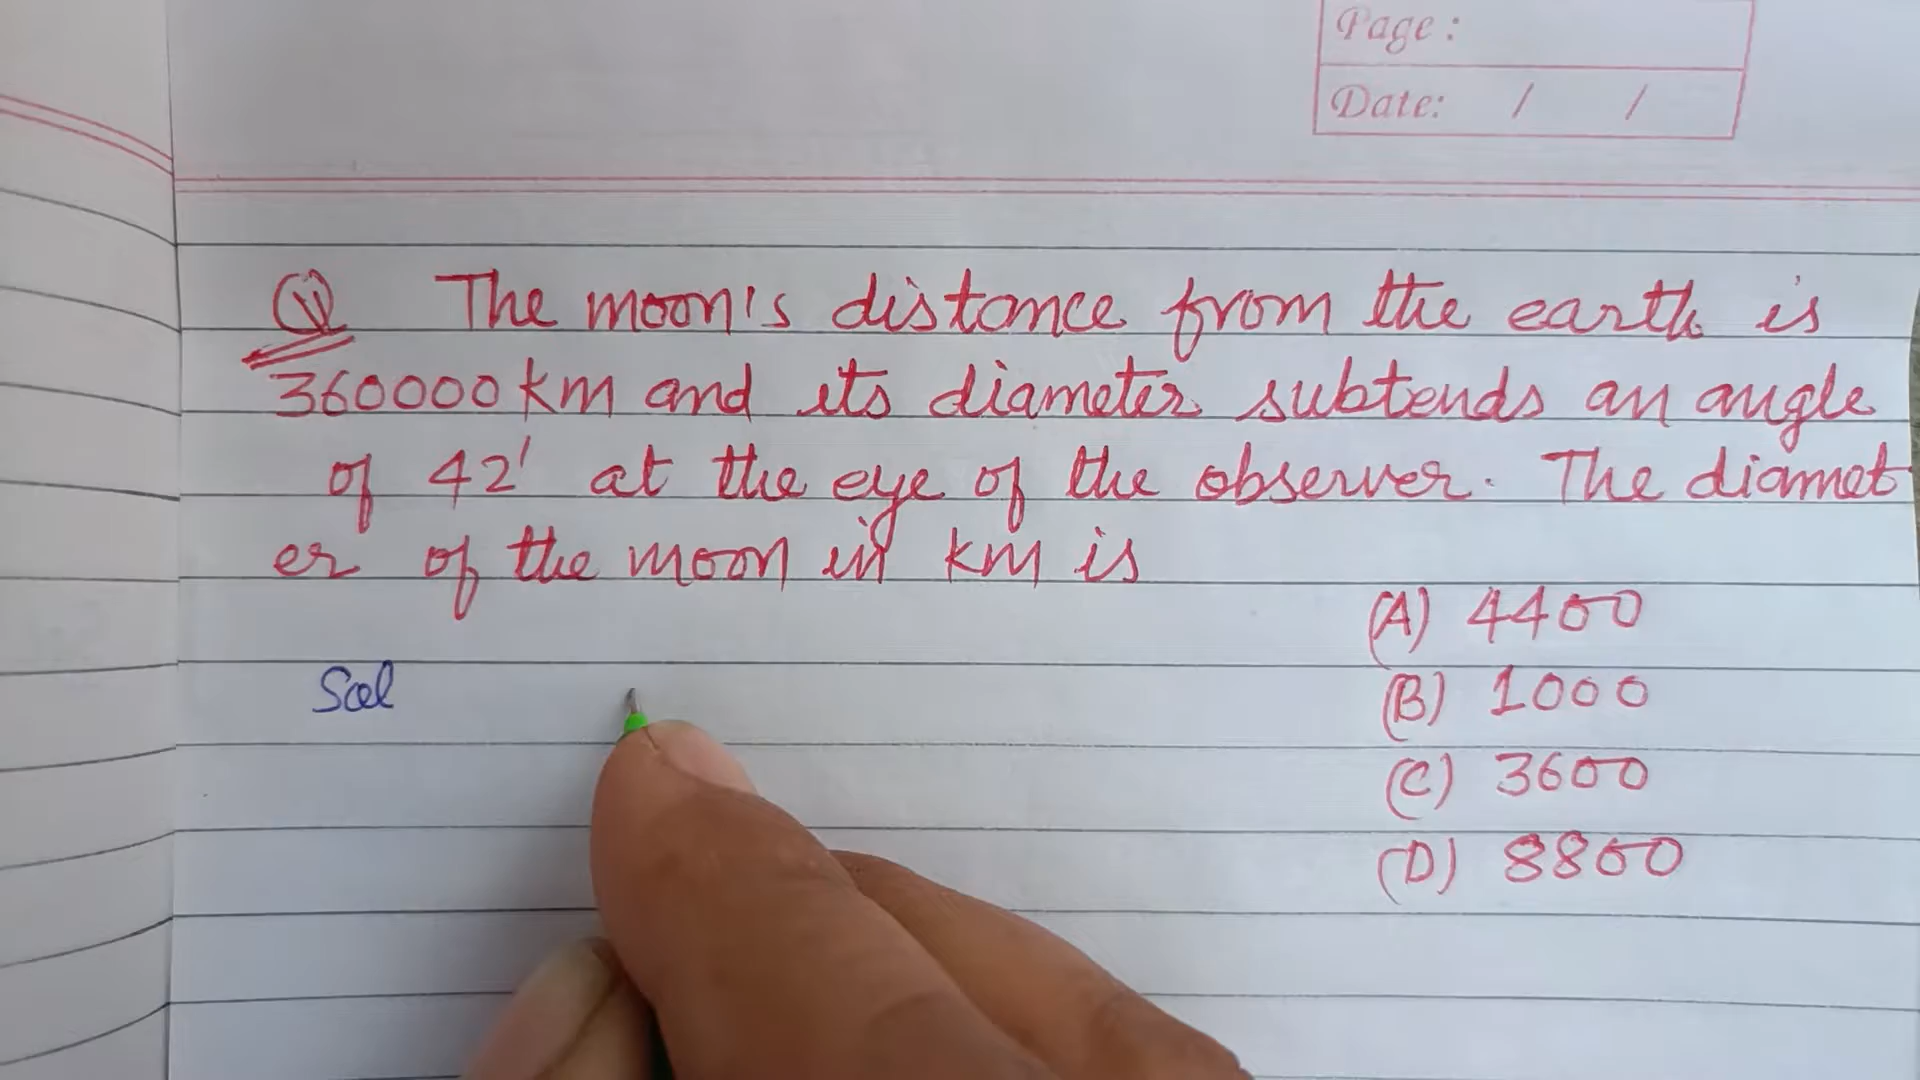 Page :
Date: / /
Q The moon's distance from the earth is
360000 km and its diameter subtends an angle
of 42' at the eye of the observer. The diamet
er of the moon in km is
(A) 4400
(B) 1000
(C) 3600
(D) 8800
Sol